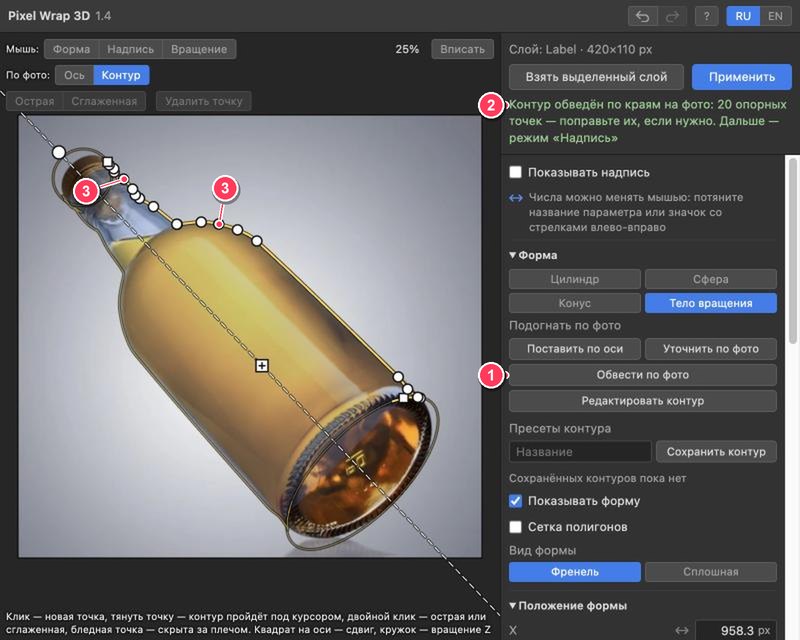 Pixel Wrap 3D 1.4
? RU EN
Мышь: Форма Надпись Вращение 25% Вписать
По фото: Ось Контур
Острая Сглаженная Удалить точку
Слой: Label · 420×110 px
Взять выделенный слой Применить
2 Контур обведён по краям на фото: 20 опорных
точек — поправьте их, если нужно. Дальше —
режим «Надпись»
3 3
Показывать надпись
Числа можно менять мышью: потяните
название параметра или значок со
стрелками влево-вправо
Форма
Цилиндр Сфера
Конус Тело вращения
Подогнать по фото
Поставить по оси Уточнить по фото
1 Обвести по фото
Редактировать контур
Пресеты контура
Название Сохранить контур
Сохранённых контуров пока нет
Показывать форму
Сетка полигонов
Вид формы
Френель Сплошная
Положение формы
X 958.3 px
Клик — новая точка, тянуть точку — контур пройдёт под курсором, двойной клик — острая или
сглаженная, бледная точка — скрыта за плечом. Квадрат на оси — сдвиг, кружок — вращение Z